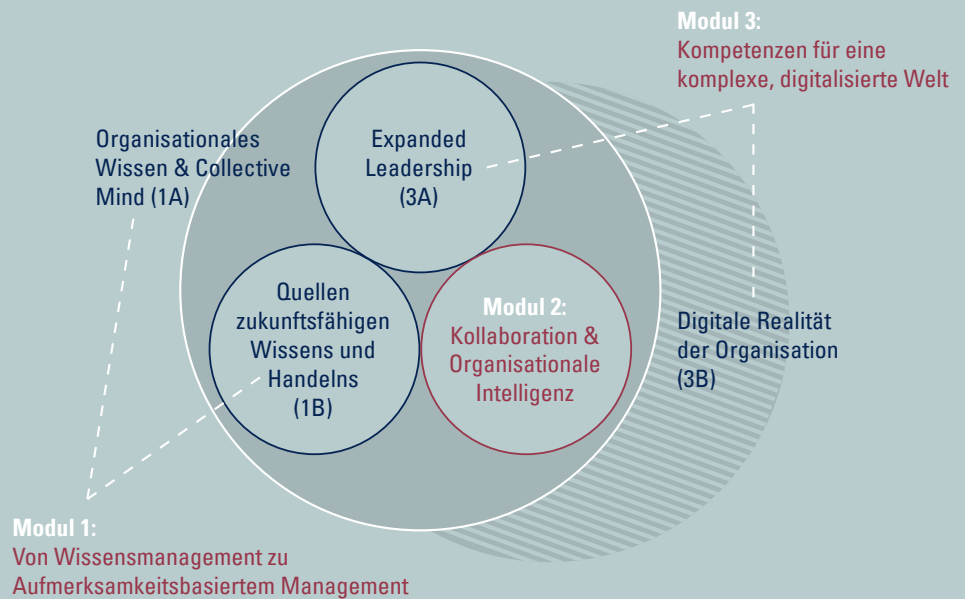 Modul 3:
Kompetenzen für eine
komplexe, digitalisierte Welt
Organisationales
Wissen & Collective
Mind (1A)
Expanded
Leadership
(3A)
Quellen
zukunftsfähigen
Wissens und
Handelns
(1B)
Modul 2:
Kollaboration &
Organisationale
Intelligenz
Digitale Realität
der Organisation
(3B)
Modul 1:
Von Wissensmanagement zu
Aufmerksamkeitsbasiertem Management